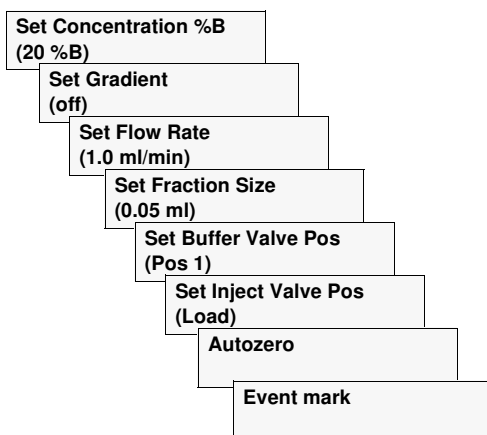 Set Concentration %B
(20 %B)
Set Gradient
(off)
Set Flow Rate
(1.0 ml/min)
Set Fraction Size
(0.05 ml)
Set Buffer Valve Pos
(Pos 1)
Set Inject Valve Pos
(Load)
Autozero
Event mark